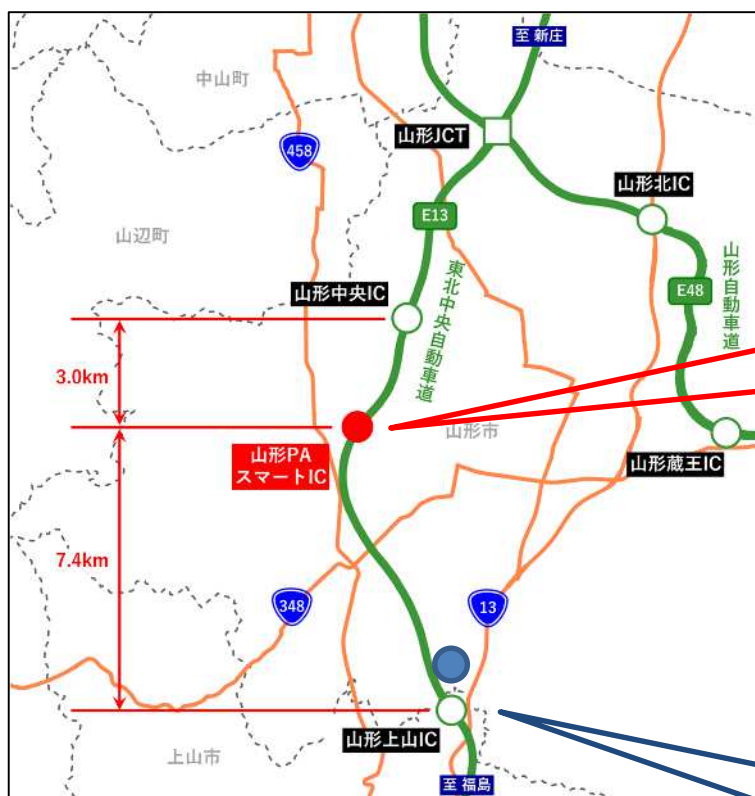 至 新庄
中山町
458
山形JCT
山形北IC
E13
山辺町
山形自動車道
東北中央自動車道
E48
山形中央IC
3.0km
山形市
山形PA
スマートIC
山形蔵王IC
7.4km
348
13
山形上山IC
上山市
至 福島